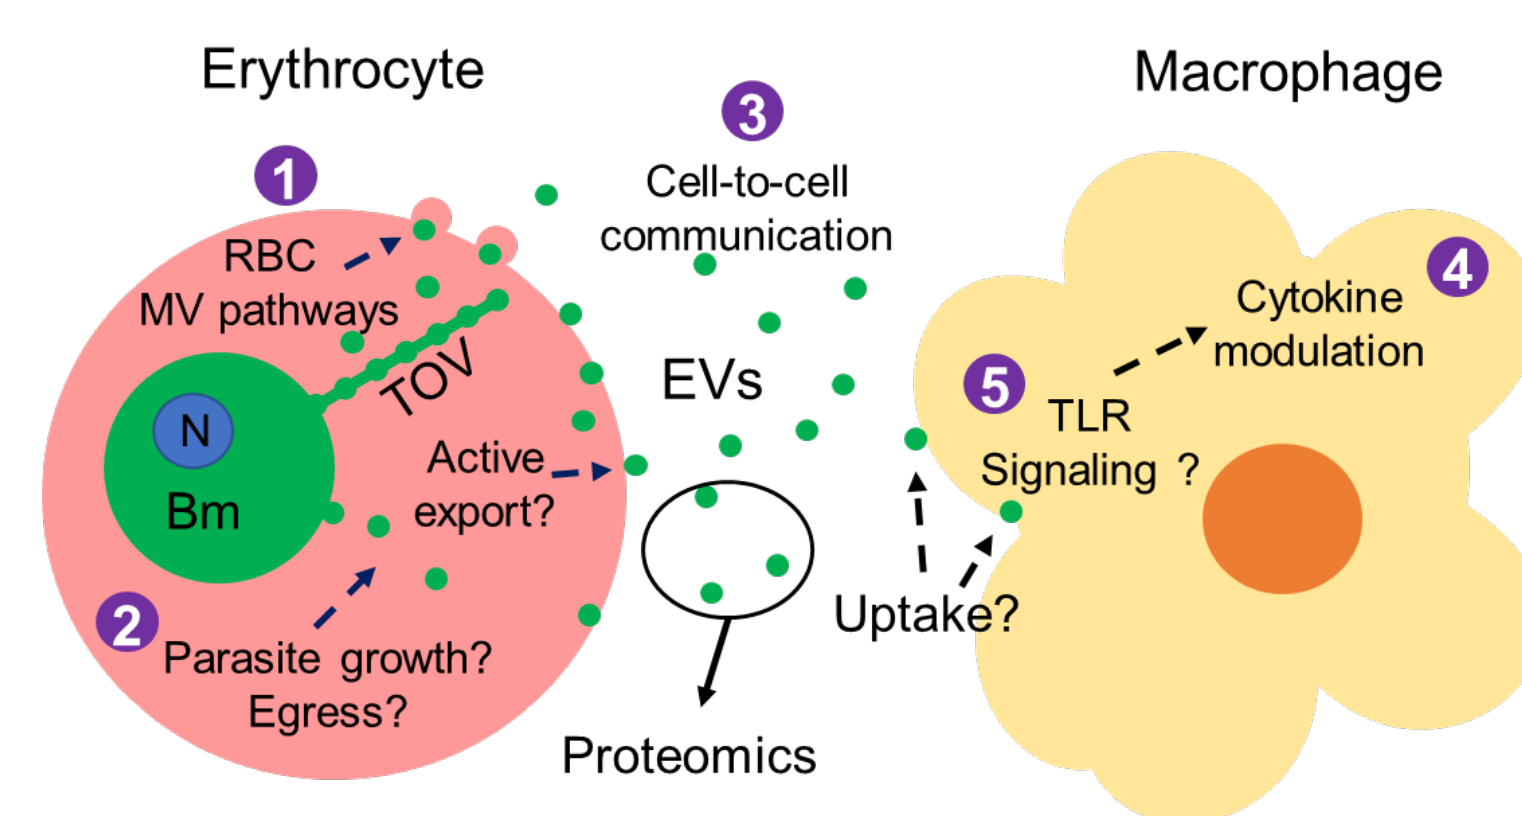 Erythrocyte
Macrophage
3
Cell-to-cell
communication
1
RBC
MV pathways
TOV
N
Bm
Active
export?
2
Parasite growth?
Egress?
EVs
Proteomics
Uptake?
4
Cytokine
modulation
5
TLR
Signaling ?